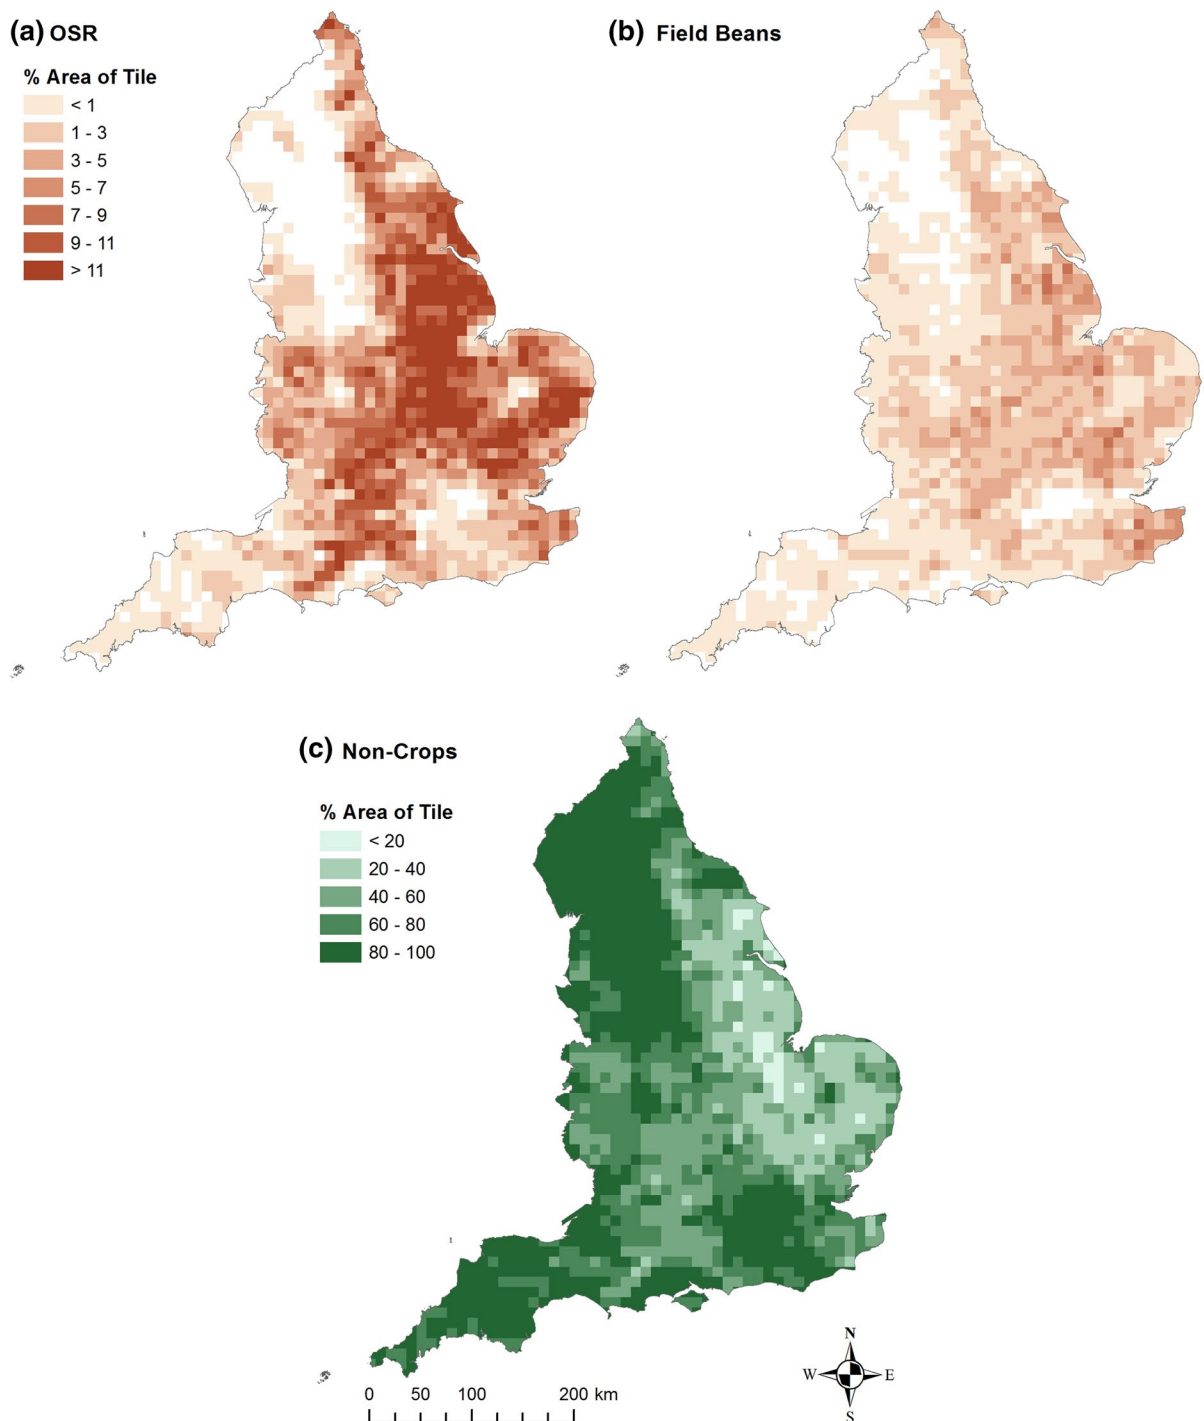 (a) OSR
% Area of Tile
< 1
1 - 3
3 - 5
5 - 7
7 - 9
9 - 11
> 11
(b) Field Beans
(c) Non-Crops
% Area of Tile
< 20
20 - 40
40 - 60
60 - 80
80 - 100
N
W E
S
0 50 100 200 km